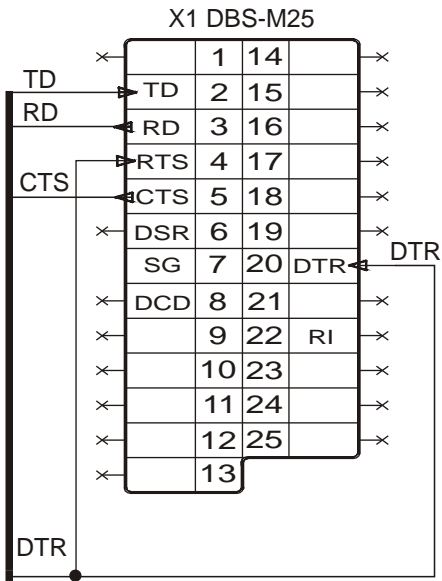 X1 DBS-M25
1 14
TD TD 2 15
RD RD 3 16
RTS 4 17
CTS CTS 5 18
DSR 6 19
SG 7 20 DTR DTR
DCD 8 21
9 22 RI
10 23
11 24
12 25
13
DTR